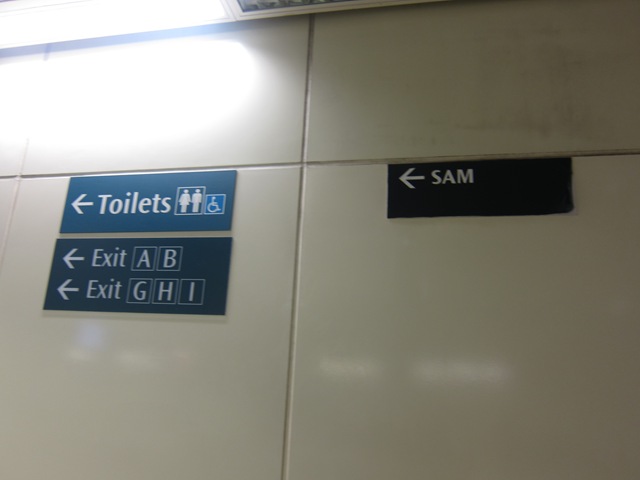 Toilets
Exit A B
Exit G H I
SAM